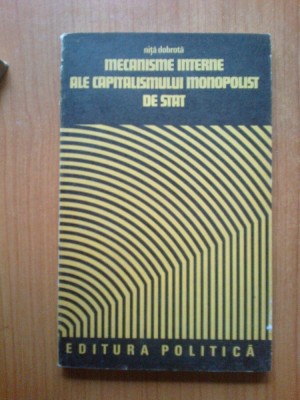 niță dobrotă
MECANISME INTERNE
ALE CAPITALISMULUI MONOPOLIST
DE STAT
EDITURA POLITICĂ